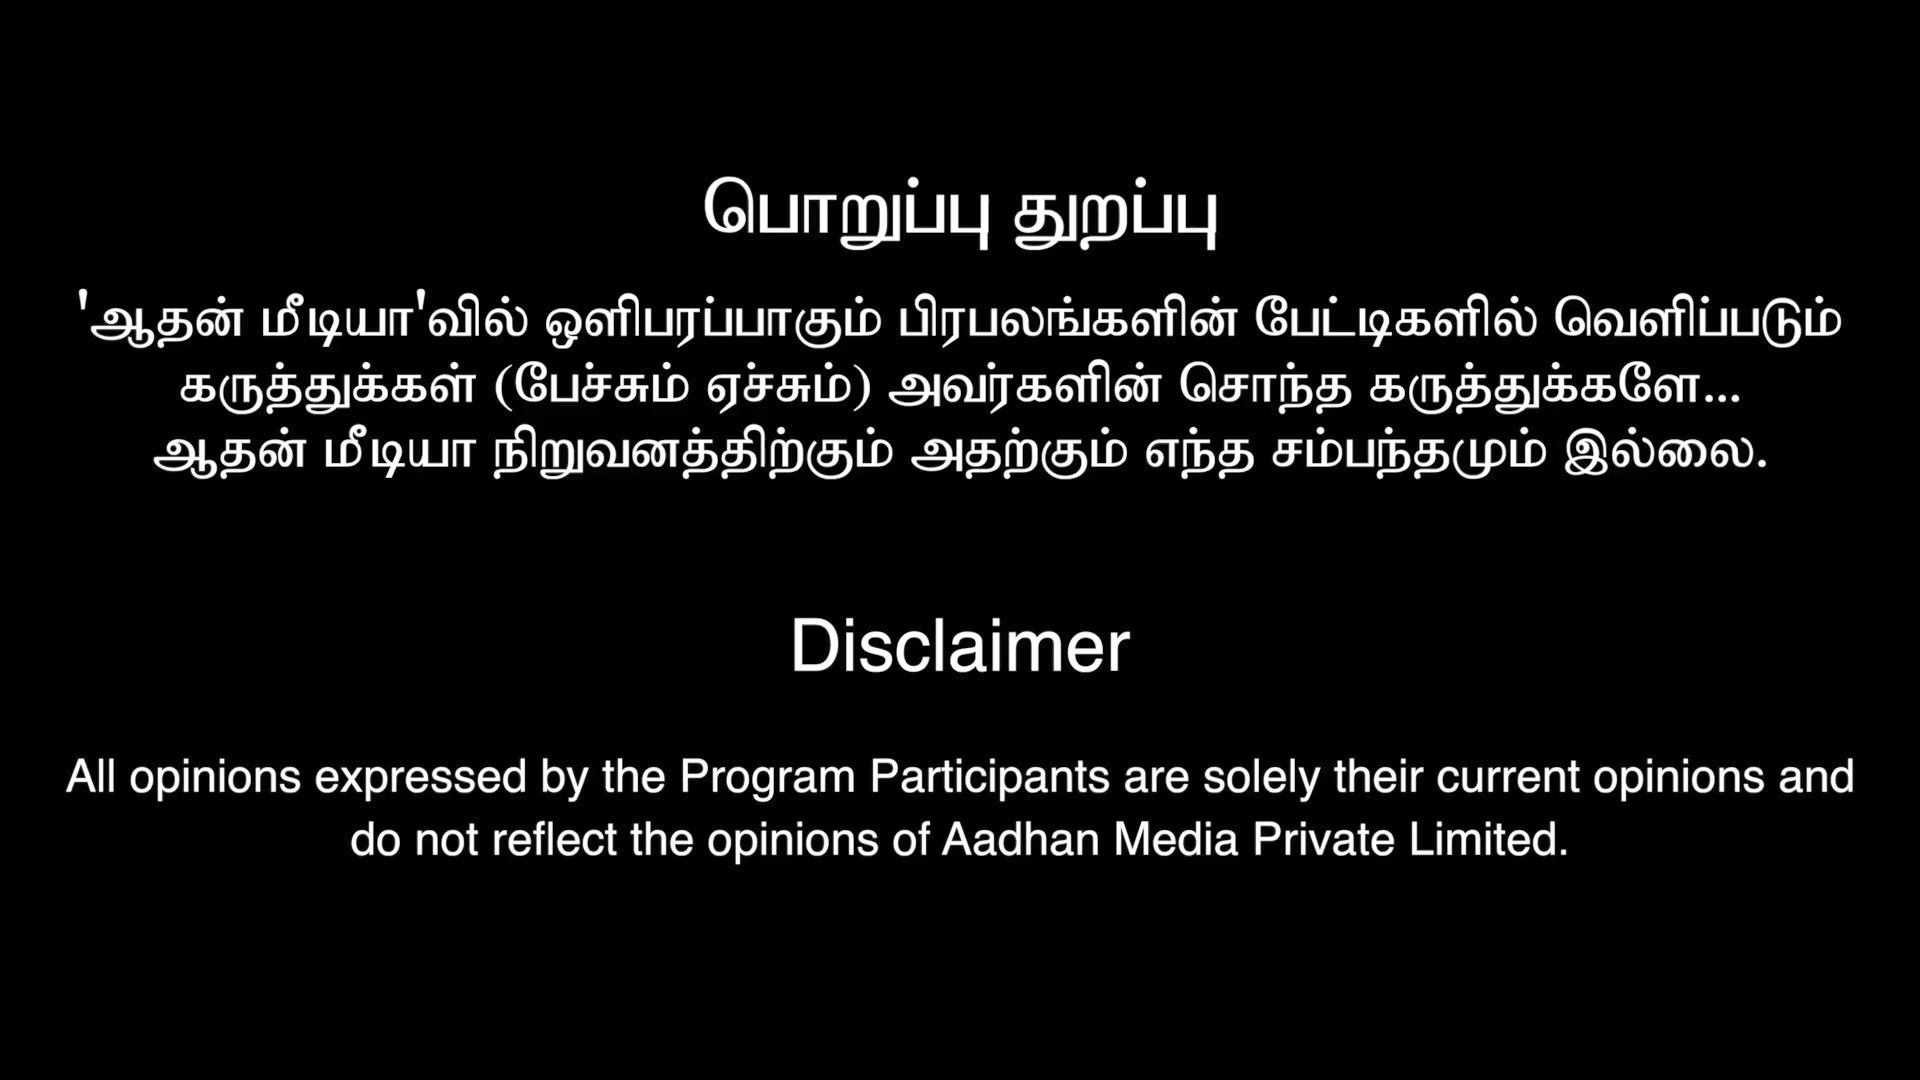 பொறுப்பு துறப்பு
'ஆதன் மீடியா'வில் ஒளிபரப்பாகும் பிரபலங்களின் பேட்டிகளில் வெளிப்படும்
கருத்துக்கள் (பேச்சும் ஏச்சும்) அவர்களின் சொந்த கருத்துக்களே...
ஆதன் மீடியா நிறுவனத்திற்கும் அதற்கும் எந்த சம்பந்தமும் இல்லை.
Disclaimer
All opinions expressed by the Program Participants are solely their current opinions and
do not reflect the opinions of Aadhan Media Private Limited.